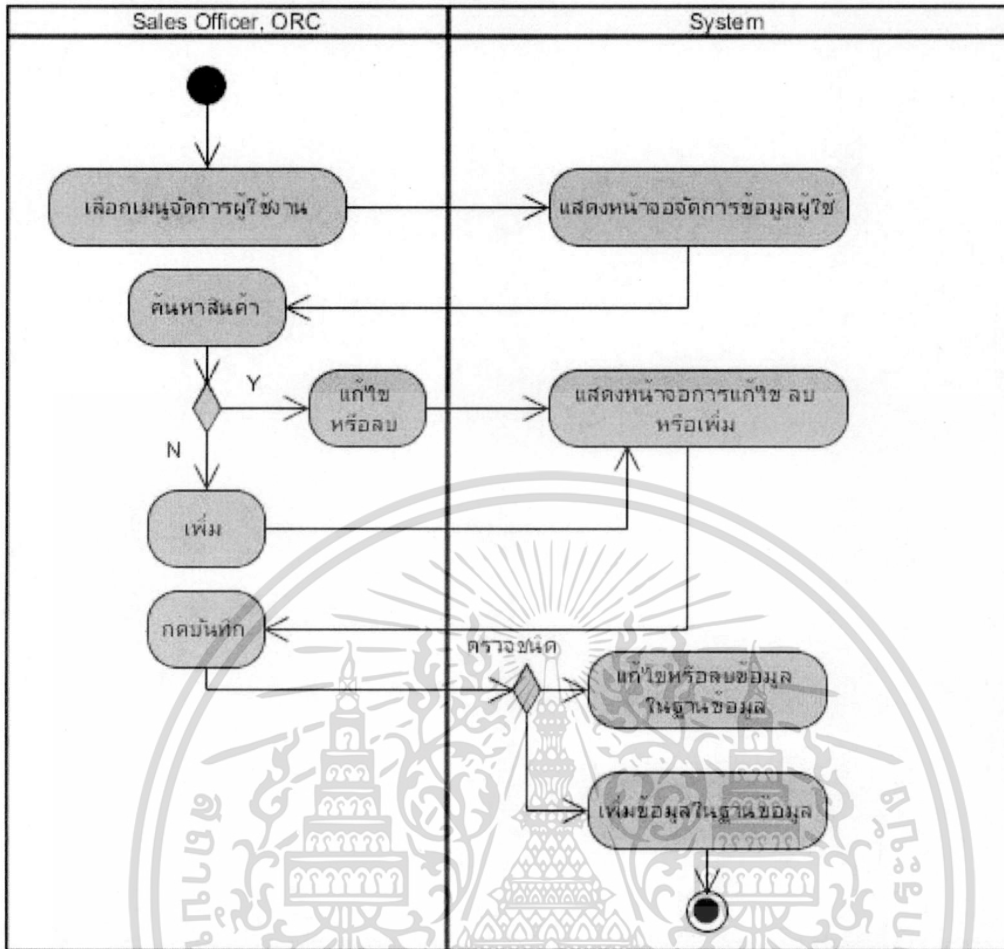 Sales Officer, ORC
System
เลือกเมนูจัดการผู้ใช้งาน
แสดงหน้าจอจัดการข้อมูลผู้ใช้
ค้นหาสินค้า
Y
แก้ไข
หรือลบ
แสดงหน้าจอการแก้ไข ลบ
หรือเพิ่ม
N
เพิ่ม
กดบันทึก
ตรวจชนิด
แก้ไขหรือลบข้อมูล
ในฐานข้อมูล
เพิ่มข้อมูลในฐานข้อมูล